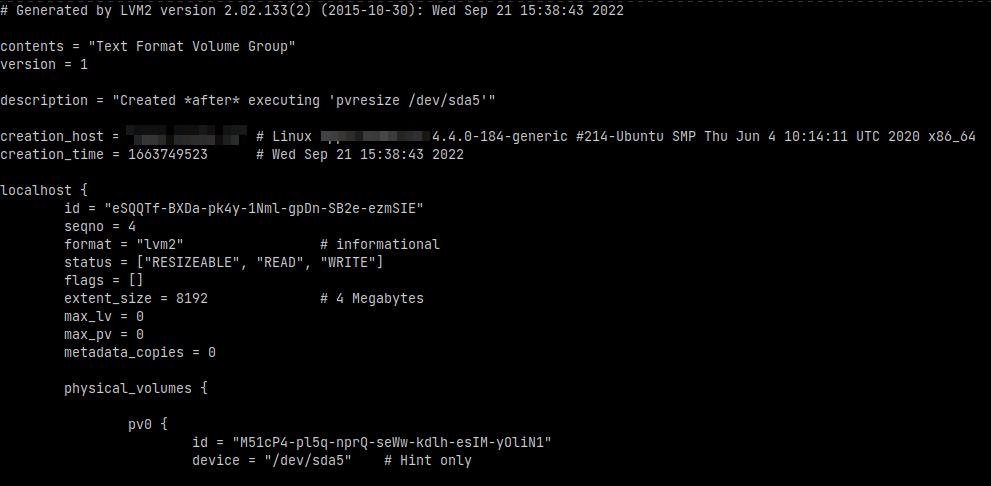 # Generated by LVM2 version 2.02.133(2) (2015-10-30): Wed Sep 21 15:38:43 2022
contents = "Text Format Volume Group"
version = 1
description = "Created *after* executing 'pvresize /dev/sda5'"
creation_host = # Linux 4.4.0-184-generic #214-Ubuntu SMP Thu Jun 4 10:14:11 UTC 2020 x86_64
creation_time = 1663749523 # Wed Sep 21 15:38:43 2022
localhost {
id = "eSQQTf-BXDa-pk4y-1Nml-gpDn-SB2e-ezmSIE"
seqno = 4
format = "lvm2" # informational
status = ["RESIZEABLE", "READ", "WRITE"]
flags = []
extent_size = 8192 # 4 Megabytes
max_lv = 0
max_pv = 0
metadata_copies = 0
physical_volumes {
pv0 {
id = "M51cP4-pl5q-nprQ-seWw-kdlh-esIM-yOliN1"
device = "/dev/sda5" # Hint only